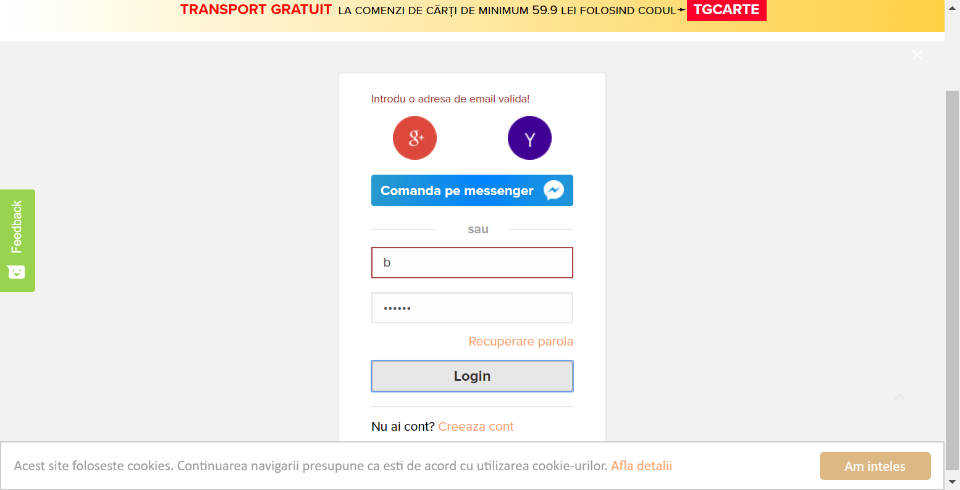 TRANSPORT GRATUIT LA COMENZI DE CĂRȚI DE MINIMUM 59.9 LEI FOLOSIND CODUL TGCARTE
Introdu o adresa de email valida!
g+ Y
Comanda pe messenger
sau
b
••••••
Recuperare parola
Login
Nu ai cont? Creeaza cont
Feedback
Acest site foloseste cookies. Continuarea navigarii presupune ca esti de acord cu utilizarea cookie-urilor. Afla detalii
Am inteles